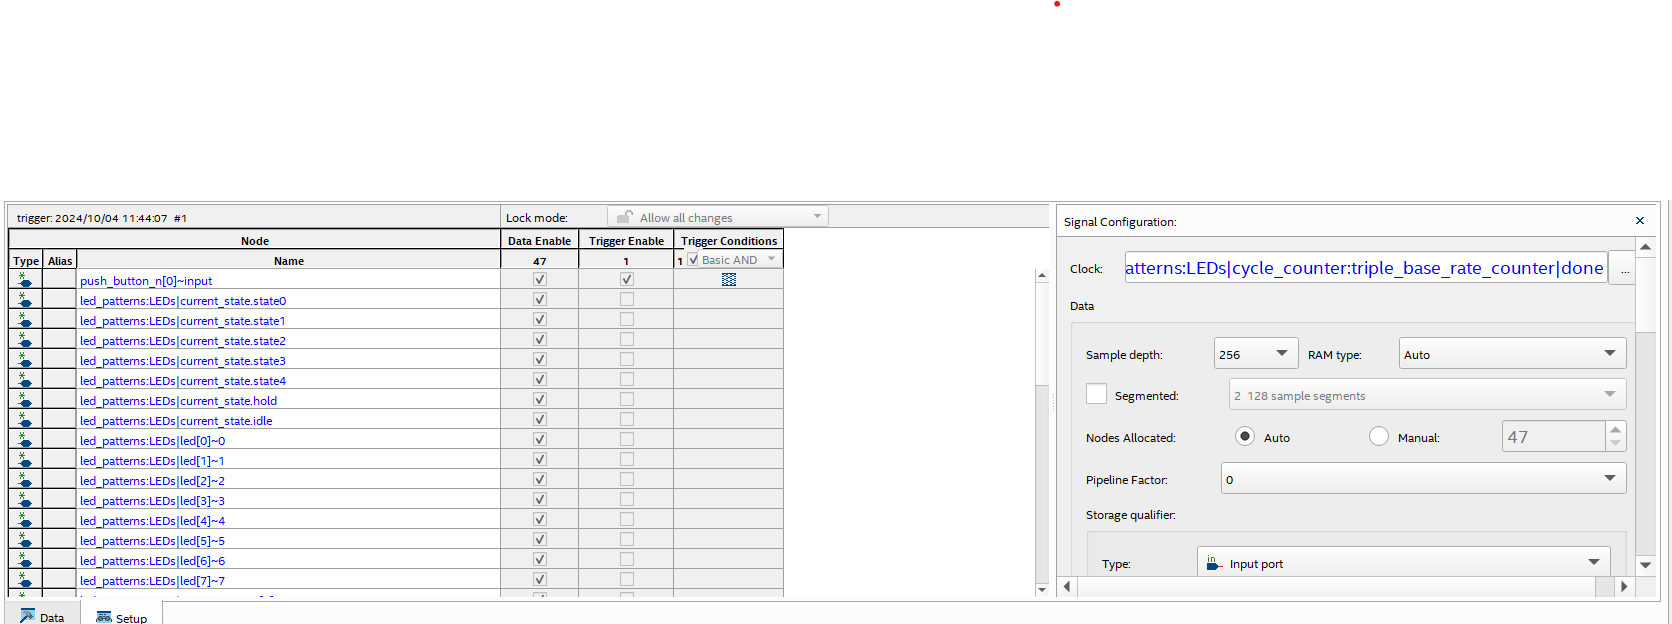 trigger: 2024/10/04 11:44:07 #1 Lock mode: Allow all changes
Node Data Enable Trigger Enable Trigger Conditions
Type Alias Name 47 1 1 Basic AND
push_button_n[0]~input
led_patterns:LEDs|current_state.state0
led_patterns:LEDs|current_state.state1
led_patterns:LEDs|current_state.state2
led_patterns:LEDs|current_state.state3
led_patterns:LEDs|current_state.state4
led_patterns:LEDs|current_state.hold
led_patterns:LEDs|current_state.idle
led_patterns:LEDs|led[0]~0
led_patterns:LEDs|led[1]~1
led_patterns:LEDs|led[2]~2
led_patterns:LEDs|led[3]~3
led_patterns:LEDs|led[4]~4
led_patterns:LEDs|led[5]~5
led_patterns:LEDs|led[6]~6
led_patterns:LEDs|led[7]~7
Data Setup
Signal Configuration:
Clock: atterns:LEDs|cycle_counter:triple_base_rate_counter|done ...
Data
Sample depth: 256 RAM type: Auto
Segmented: 2 128 sample segments
Nodes Allocated: Auto Manual: 47
Pipeline Factor: 0
Storage qualifier:
Type: in Input port